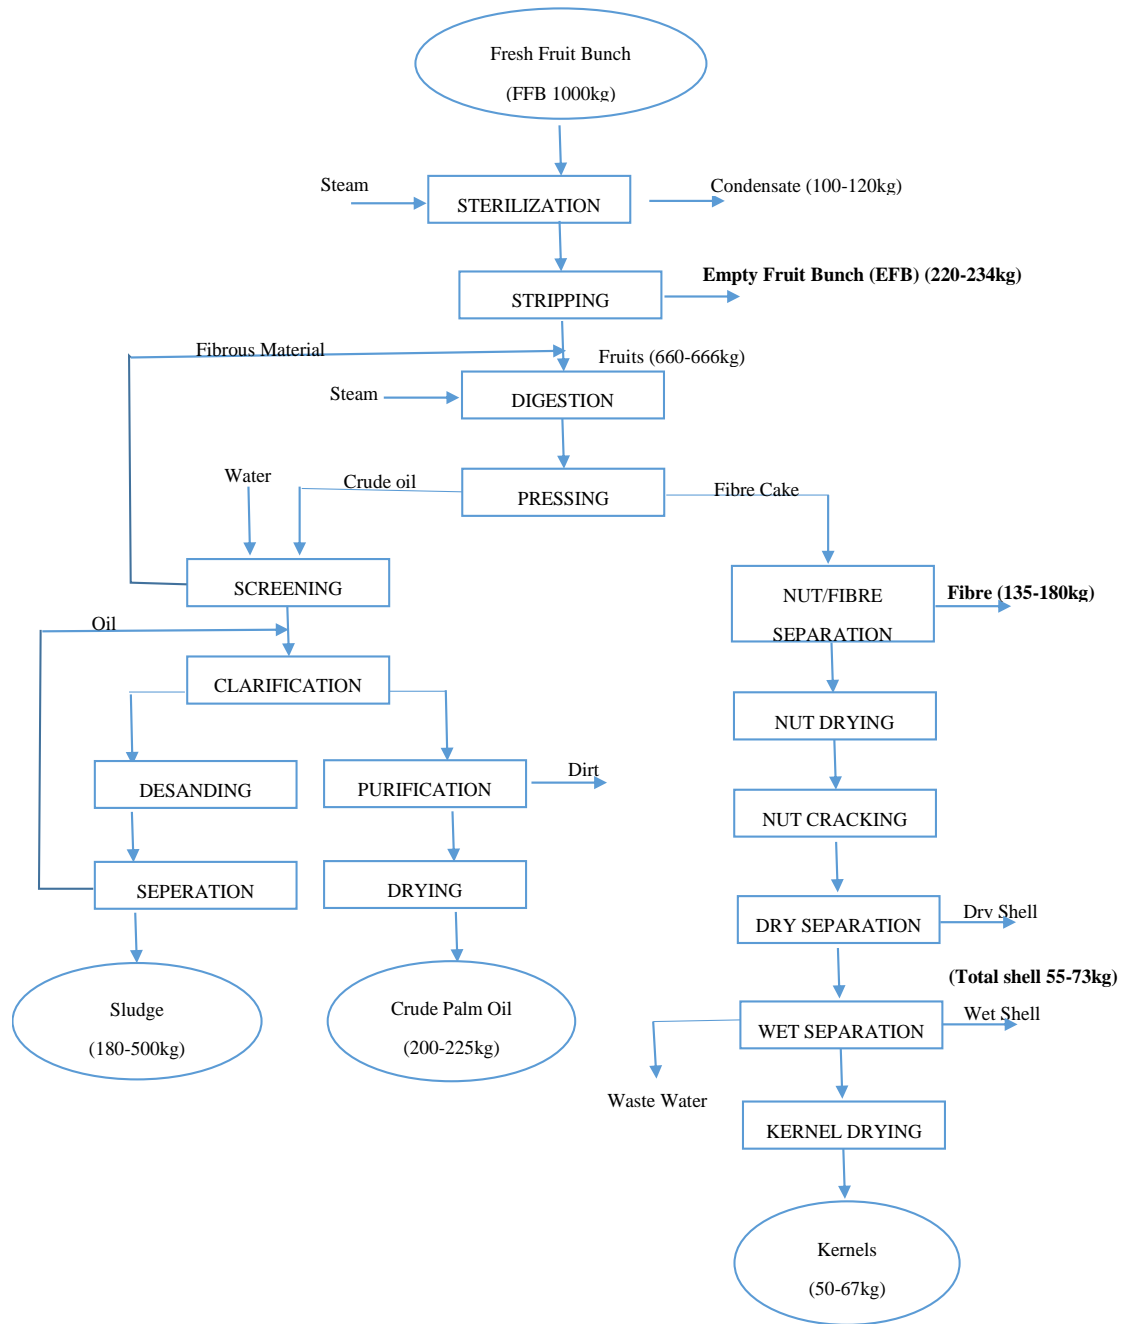 Fresh Fruit Bunch
(FFB 1000kg)
Steam
STERILIZATION
Condensate (100-120kg)
STRIPPING
Empty Fruit Bunch (EFB) (220-234kg)
Fibrous Material
Fruits (660-666kg)
Steam
DIGESTION
Water
Crude oil
PRESSING
Fibre Cake
SCREENING
NUT/FIBRE
SEPARATION
Fibre (135-180kg)
Oil
CLARIFICATION
NUT DRYING
DESANDING
PURIFICATION
Dirt
NUT CRACKING
SEPERATION
DRYING
DRY SEPARATION
Dry Shell
(Total shell 55-73kg)
Sludge
(180-500kg)
Crude Palm Oil
(200-225kg)
WET SEPARATION
Wet Shell
Waste Water
KERNEL DRYING
Kernels
(50-67kg)